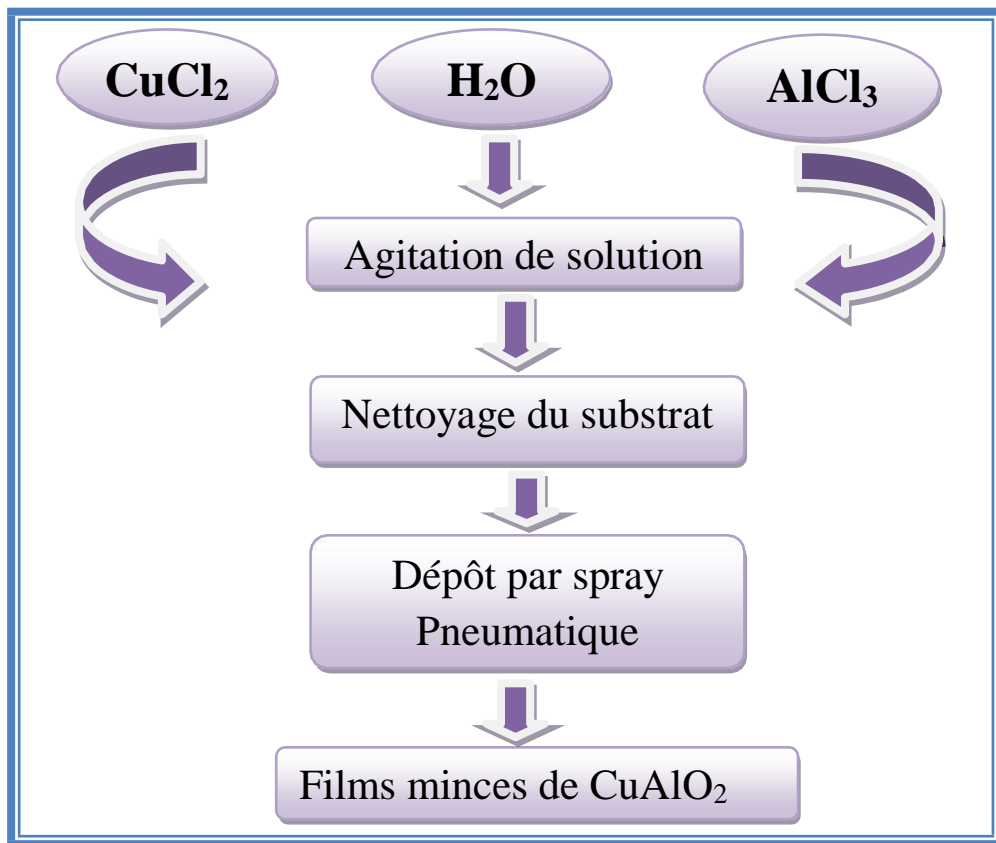 CuCl₂
H₂O
AlCl₃
Agitation de solution
Nettoyage du substrat
Dépôt par spray
Pneumatique
Films minces de CuAlO₂